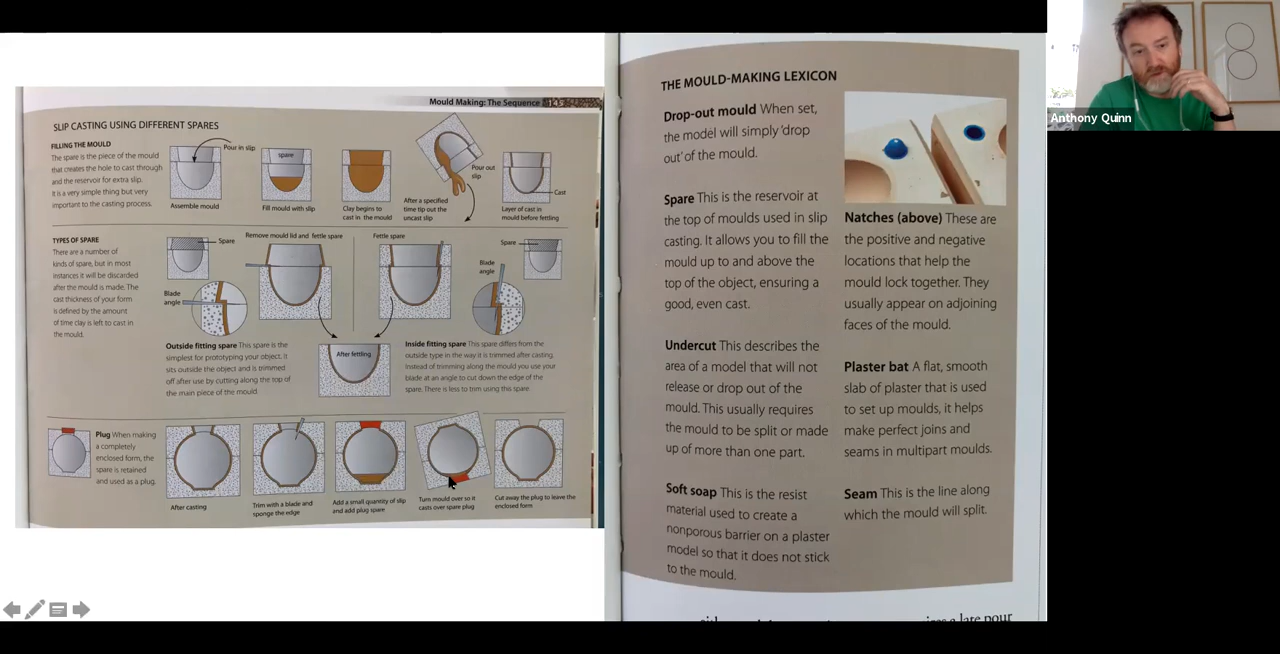 Mould Making: The Sequence 143
SLIP CASTING USING DIFFERENT SPARES
FILLING THE MOULD
The spare is the piece of the mould
that creates the hole to cast through
and the reservoir for extra slip.
It is a very simple thing but very
important to the casting process.
Pour in slip
Assemble mould
spare
Fill mould with slip
Clay begins to
cast in the mould
After a specified
time tip out the
uncast slip
Pour out
slip
Cast
Layer of cast in
mould before fettling
TYPES OF SPARE
There are a number of
kinds of spare, but in most
instances it will be discarded
after the mould is made. The
cast thickness of your form
is defined by the amount
of time clay is left to cast in
the mould.
Spare
Blade
angle
Remove mould lid and fettle spare
Fettle spare
Blade
angle
Spare
Outside fitting spare This spare is the
simplest for prototyping your object. It
sits outside the object and is trimmed
off after use by cutting along the top of
the main piece of the mould.
After fettling
Inside fitting spare This spare differs from the
outside type in the way it is trimmed after casting.
Instead of trimming along the mould you use your
blade at an angle to cut down the edge of the
spare. There is less to trim using this spare.
Plug When making
a completely
enclosed form, the
spare is retained
and used as a plug.
After casting
Trim with a blade and
sponge the edge
Add a small quantity of slip
and add plug spare
Turn mould over so it
casts over spare plug
Cut away the plug to leave the
enclosed form
THE MOULD-MAKING LEXICON
Drop-out mould When set,
the model will simply 'drop
out' of the mould.
Spare This is the reservoir at
the top of moulds used in slip
casting. It allows you to fill the
mould up to and above the
top of the object, ensuring a
good, even cast.
Undercut This describes the
area of a model that will not
release or drop out of the
mould. This usually requires
the mould to be split or made
up of more than one part.
Soft soap This is the resist
material used to create a
nonporous barrier on a plaster
model so that it does not stick
to the mould.
Natches (above) These are
the positive and negative
locations that help the
mould lock together. They
usually appear on adjoining
faces of the mould.
Plaster bat A flat, smooth
slab of plaster that is used
to set up moulds, it helps
make perfect joins and
seams in multipart moulds.
Seam This is the line along
which the mould will split.
a late pour
Anthony Quinn